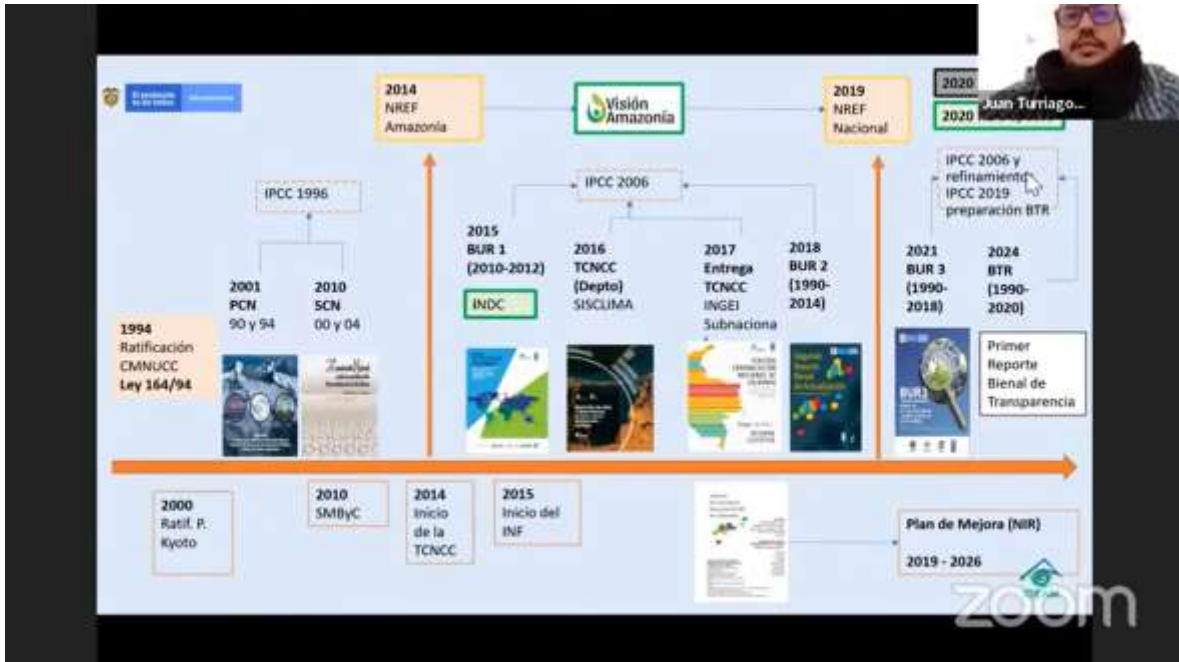 2014
NREF
Amazonía
Visión
Amazonía
2019
NREF
Nacional
2020
2020
Juan Turriago...
IPCC 1996
IPCC 2006
IPCC 2006 y
refinamiento
IPCC 2019
preparación BTR
1994
Ratificación
CMNUCC
Ley 164/94
2001
PCN
90 y 94
2010
SCN
00 y 04
2015
BUR 1
(2010-2012)
INDC
2016
TCNCC
(Depto)
SISCLIMA
2017
Entrega
TCNCC
INGEI
Subnaciona
2018
BUR 2
(1990-
2014)
2021
BUR 3
(1990-
2018)
2024
BTR
(1990-
2020)
Primer
Reporte
Bienal de
Transparencia
BUR3
2000
Ratif. P.
Kyoto
2010
SMByC
2014
Inicio
de la
TCNCC
2015
Inicio del
INF
Plan de Mejora (NIR)
2019 - 2026
zoom